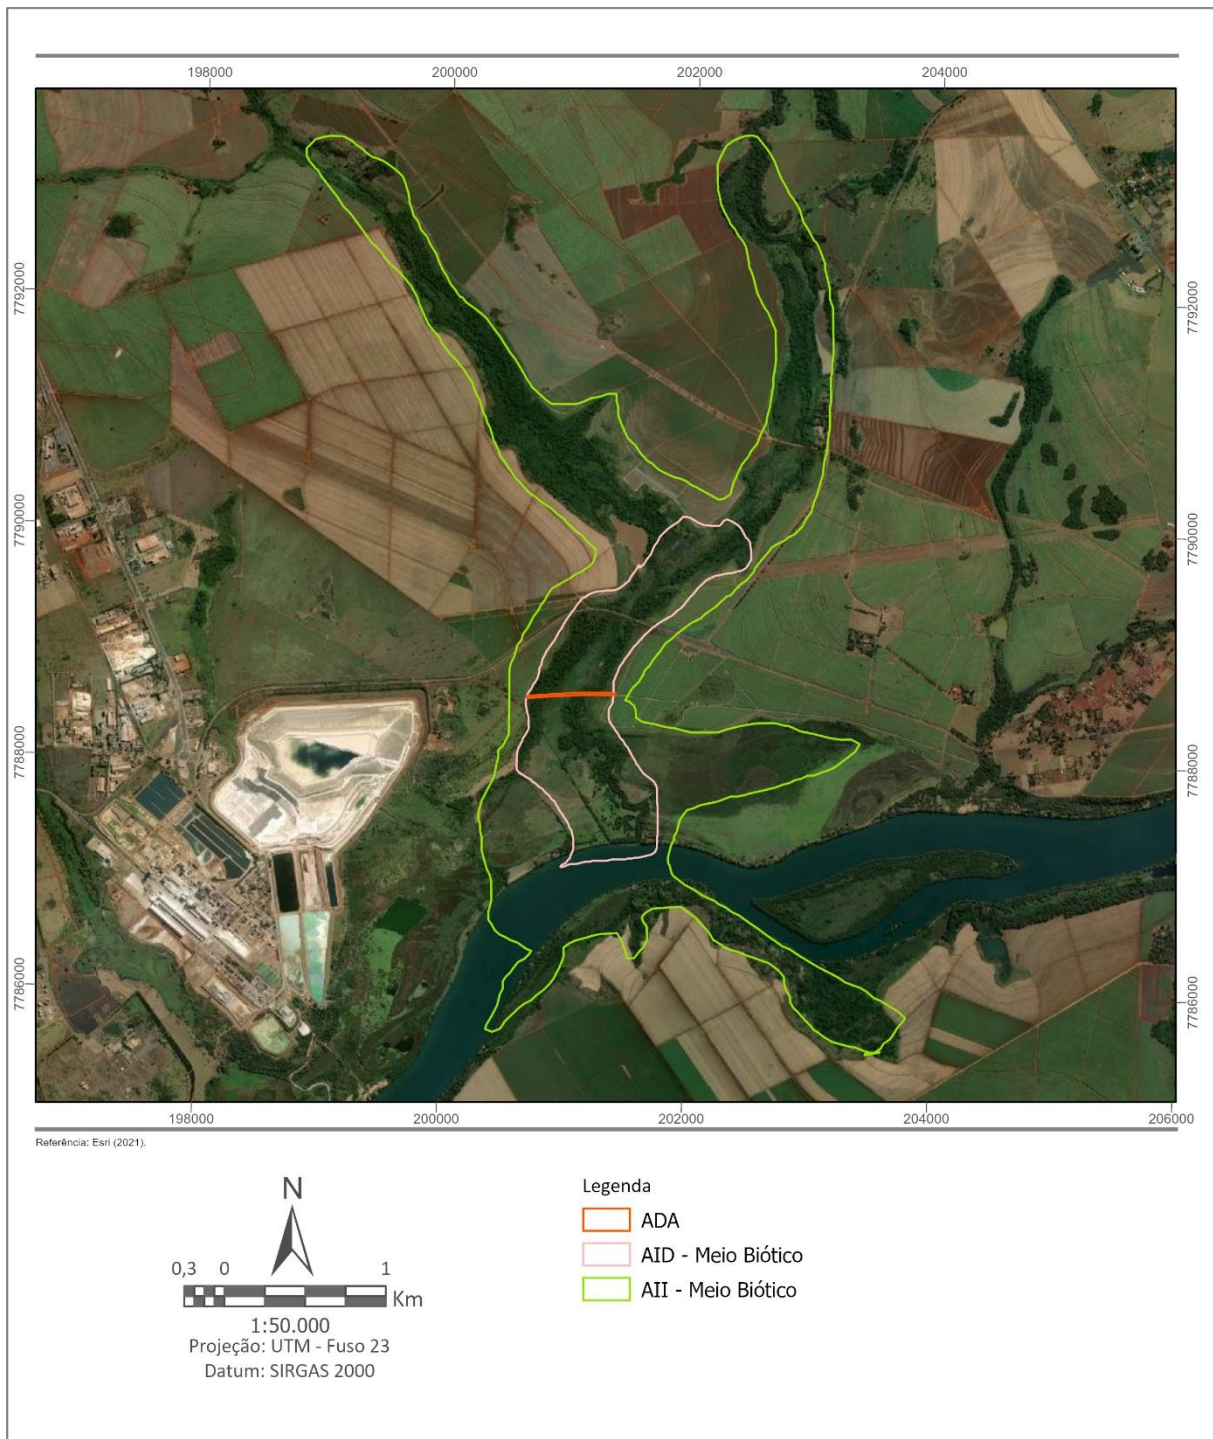 198000 200000 202000 204000
7792000
7792000
7790000
7790000
7788000
7788000
7786000
7786000
198000 200000 202000 204000 206000
Referência: Esri (2021).
N
0,3 0 1
Km
1:50.000
Projeção: UTM - Fuso 23
Datum: SIRGAS 2000
Legenda
ADA
AID - Meio Biótico
AII - Meio Biótico